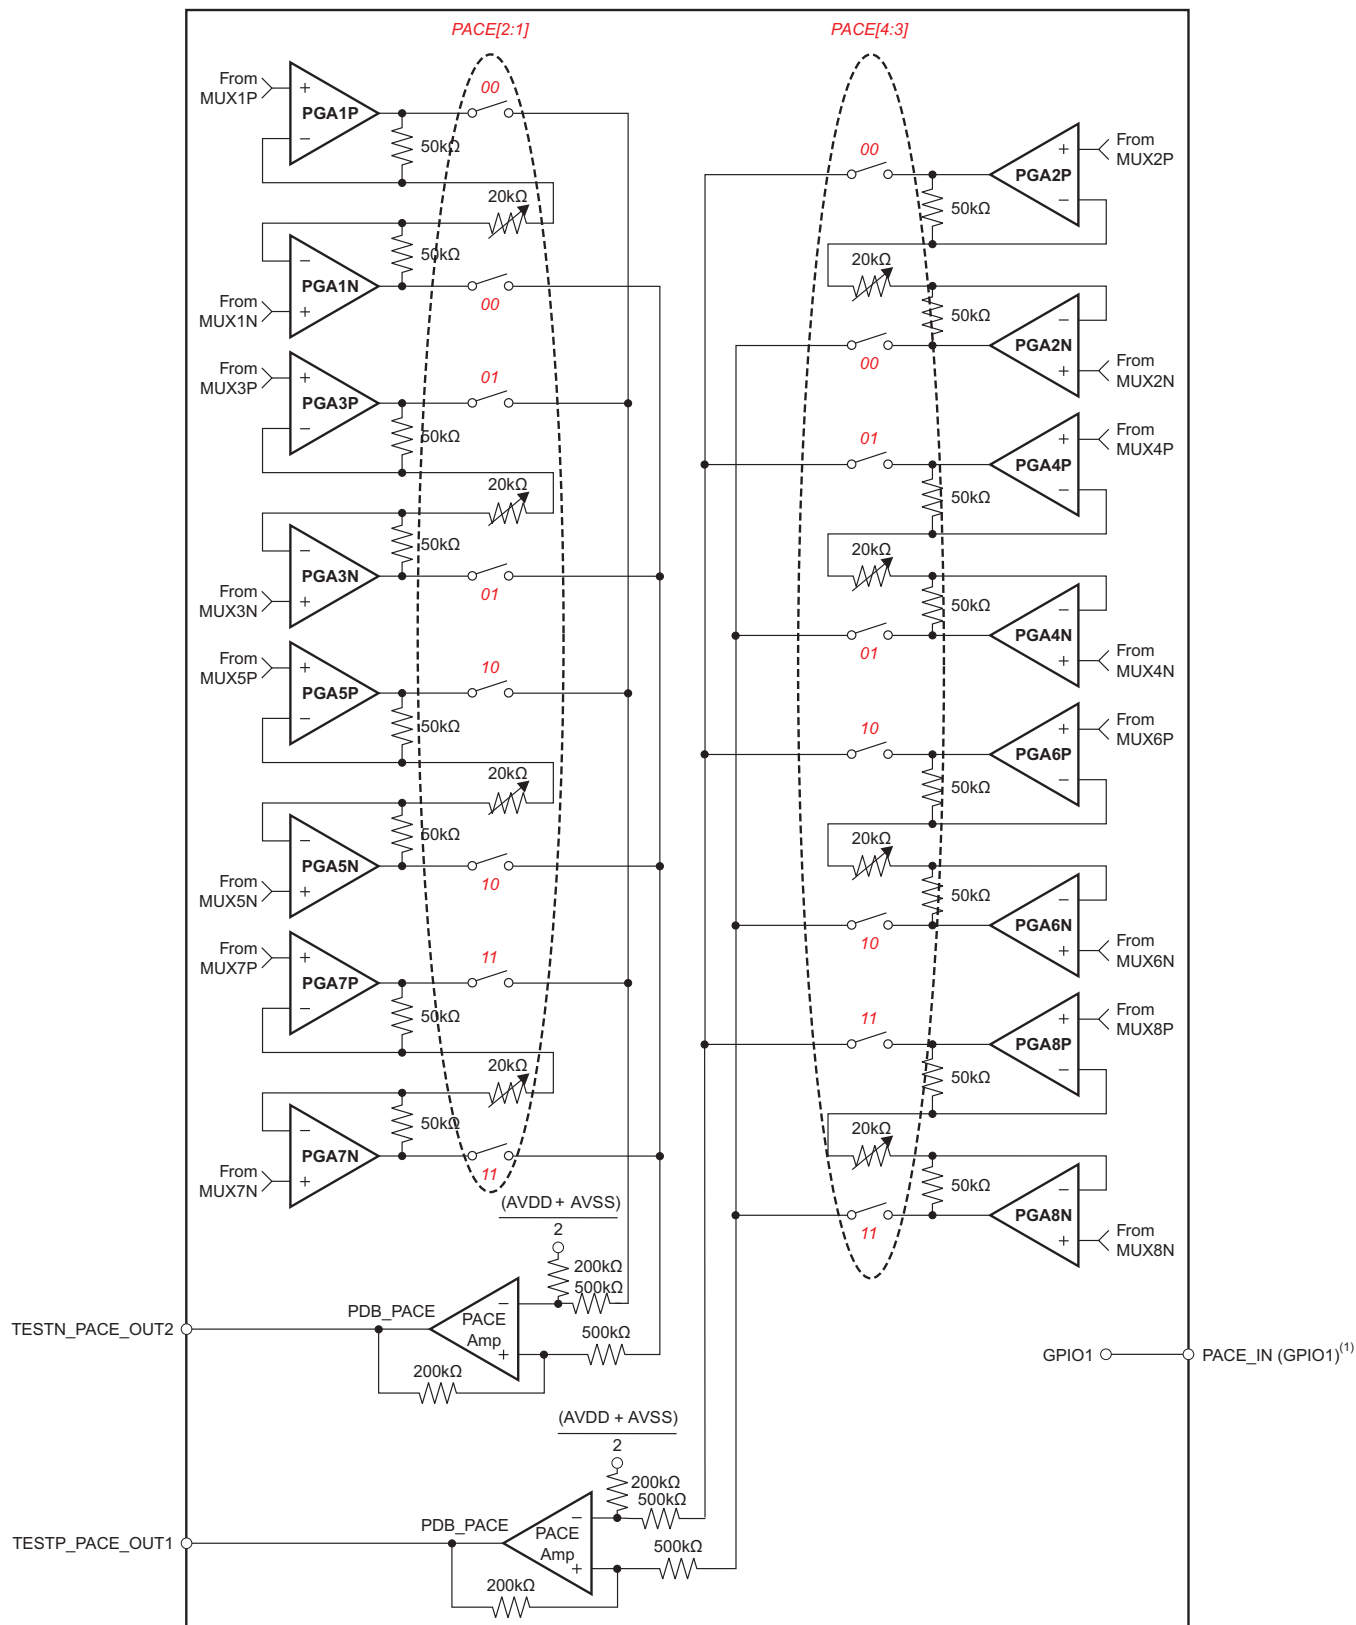 PACE[2:1]
PACE[4:3]
From
MUX1P
+
−
PGA1P
00
50kΩ
20kΩ
50kΩ
−
PGA1N
+
From
MUX1N
00
From
MUX3P
+
−
PGA3P
01
50kΩ
20kΩ
50kΩ
−
PGA3N
+
From
MUX3N
01
From
MUX5P
+
−
PGA5P
10
50kΩ
20kΩ
50kΩ
−
PGA5N
+
From
MUX5N
10
From
MUX7P
+
−
PGA7P
11
50kΩ
20kΩ
50kΩ
−
PGA7N
+
From
MUX7N
11
00
PGA2P
+
−
From
MUX2P
50kΩ
20kΩ
50kΩ
−
PGA2N
+
From
MUX2N
00
01
PGA4P
+
−
From
MUX4P
50kΩ
20kΩ
50kΩ
−
PGA4N
+
From
MUX4N
01
10
PGA6P
+
−
From
MUX6P
50kΩ
20kΩ
50kΩ
−
PGA6N
+
From
MUX6N
10
11
PGA8P
+
−
From
MUX8P
50kΩ
20kΩ
50kΩ
−
PGA8N
+
From
MUX8N
11
(AVDD + AVSS)
2
200kΩ
500kΩ
PDB_PACE
−
PACE
Amp
+
500kΩ
200kΩ
TESTN_PACE_OUT2
GPIO1
PACE_IN (GPIO1)(1)
(AVDD + AVSS)
2
200kΩ
500kΩ
PDB_PACE
−
PACE
Amp
+
500kΩ
200kΩ
TESTP_PACE_OUT1